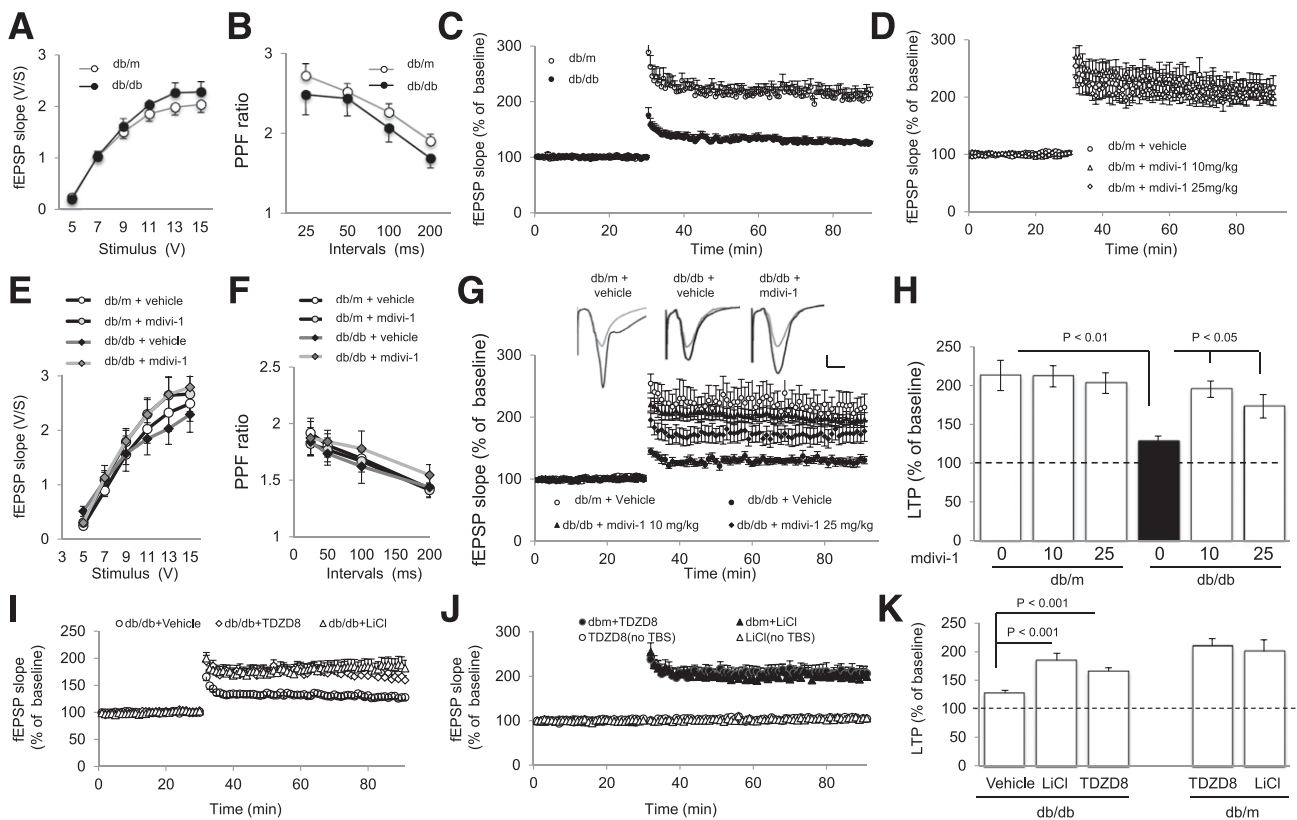 A
db/m
db/db
fEPSP slope (V/S)
3
2
1
0
5 7 9 11 13 15
Stimulus (V)
B
db/m
db/db
PPF ratio
3
2
1
25 50 100 200
Intervals (ms)
C
db/m
db/db
fEPSP slope (% of baseline)
300
250
200
150
100
50
0
0 20 40 60 80
Time (min)
D
fEPSP slope (% of baseline)
300
250
200
150
100
50
0
db/m + vehicle
db/m + mdivi-1 10mg/kg
db/m + mdivi-1 25mg/kg
0 20 40 60 80
Time (min)
E
db/m + vehicle
db/m + mdivi-1
db/db + vehicle
db/db + mdivi-1
fEPSP slope (V/S)
3
2
1
0
3 5 7 9 11 13 15
Stimulus (V)
F
db/m + vehicle
db/m + mdivi-1
db/db + vehicle
db/db + mdivi-1
PPF ratio
2.5
2
1.5
1
0 50 100 150 200
Intervals (ms)
G
db/m +
vehicle
db/db +
vehicle
db/db +
mdivi-1
fEPSP slope (% of baseline)
300
250
200
150
100
50
0
db/m + Vehicle
db/db + Vehicle
db/db + mdivi-1 10 mg/kg
db/db + mdivi-1 25 mg/kg
0 20 40 60 80
Time (min)
H
P < 0.01
P < 0.05
LTP (% of baseline)
250
200
150
100
50
0
mdivi-1 0 10 25 0 10 25
db/m
db/db
I
db/db+Vehicle db/db+TDZD8 db/db+LiCl
fEPSP slope
(% of baseline)
250
200
150
100
50
0
0 20 40 60 80
Time (min)
J
dbm+TDZD8 dbm+LiCl
TDZD8(no TBS) LiCl(no TBS)
fEPSP slope
(% of baseline)
300
200
100
0
0 20 40 60 80
Time (min)
K
P < 0.001
P < 0.001
LTP (% of baseline)
250
200
150
100
50
0
Vehicle LiCl TDZD8 TDZD8 LiCl
db/db
db/m